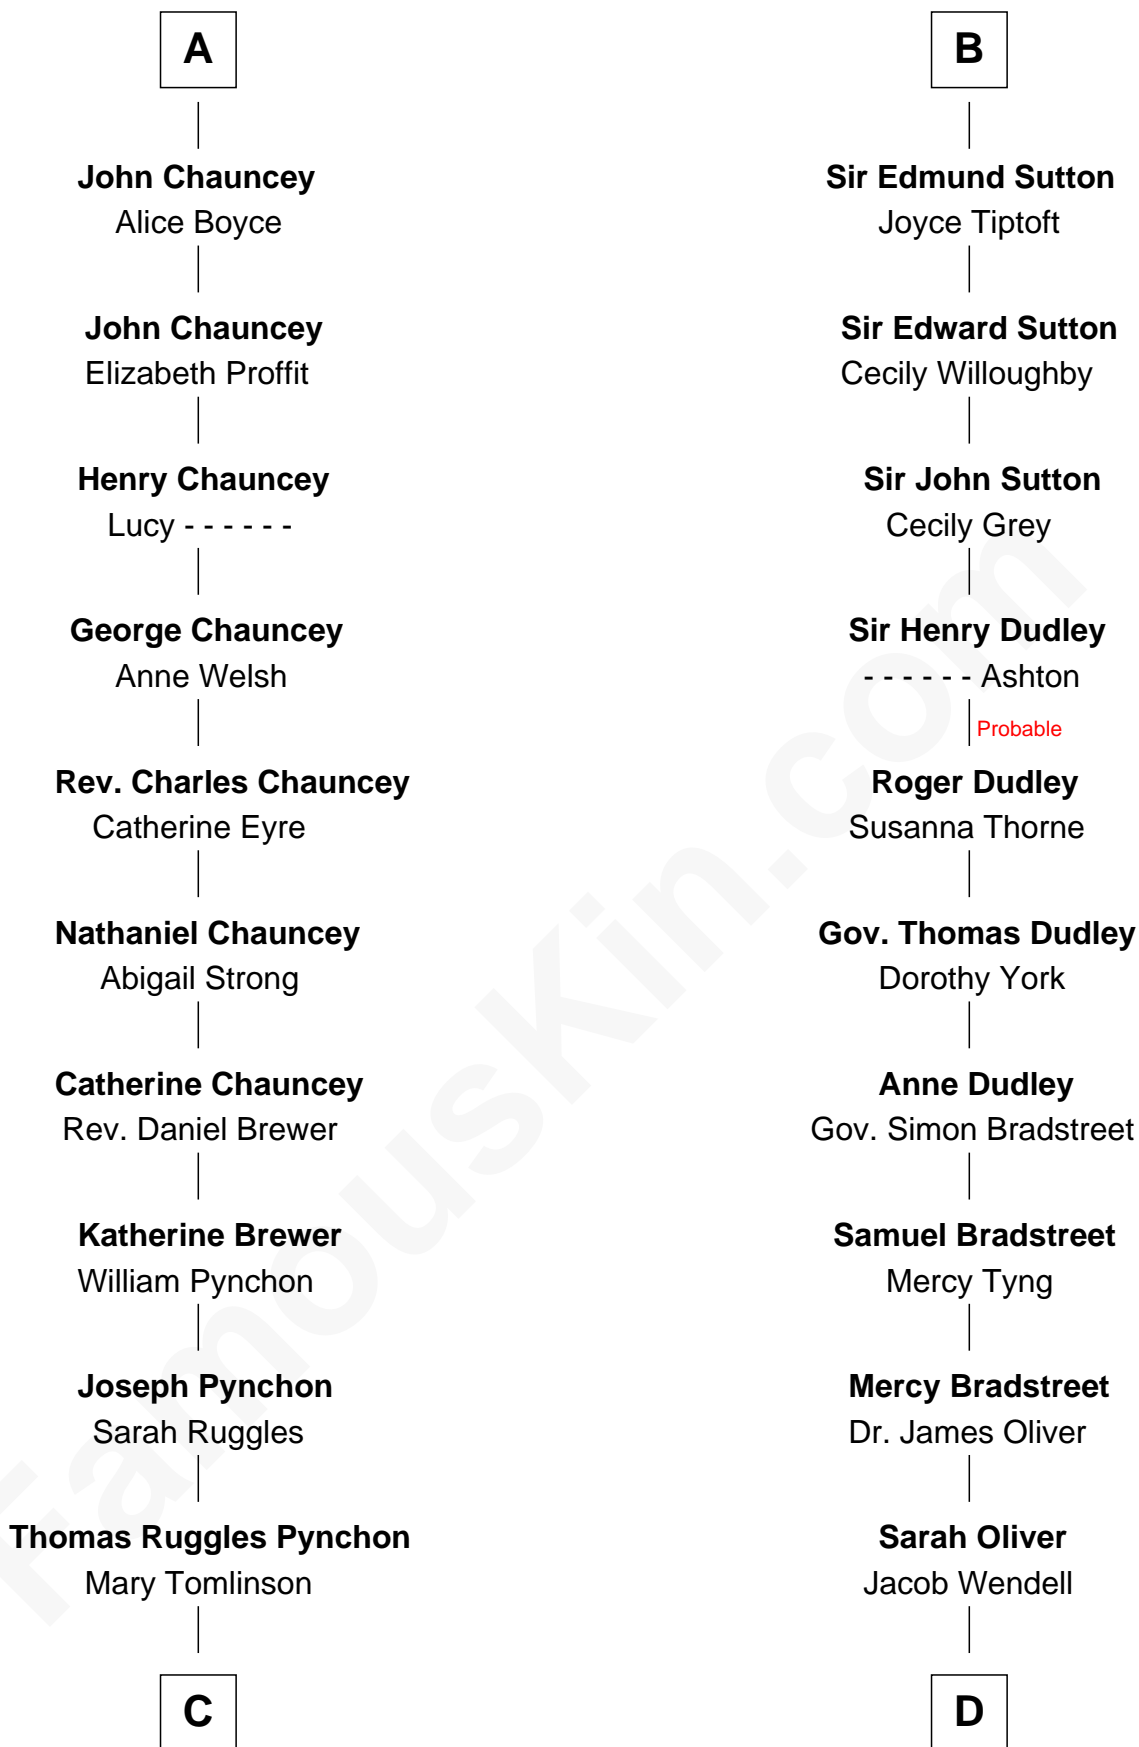 A
John Chauncey
Alice Boyce
John Chauncey
Elizabeth Proffit
Henry Chauncey
Lucy - - - - - -
George Chauncey
Anne Welsh
Rev. Charles Chauncey
Catherine Eyre
Nathaniel Chauncey
Abigail Strong
Catherine Chauncey
Rev. Daniel Brewer
Katherine Brewer
William Pynchon
Joseph Pynchon
Sarah Ruggles
Thomas Ruggles Pynchon
Mary Tomlinson
C
B
Sir Edmund Sutton
Joyce Tiptoft
Sir Edward Sutton
Cecily Willoughby
Sir John Sutton
Cecily Grey
Sir Henry Dudley
- - - - - - Ashton
Probable
Roger Dudley
Susanna Thorne
Gov. Thomas Dudley
Dorothy York
Anne Dudley
Gov. Simon Bradstreet
Samuel Bradstreet
Mercy Tyng
Mercy Bradstreet
Dr. James Oliver
Sarah Oliver
Jacob Wendell
D
FamousKin.com